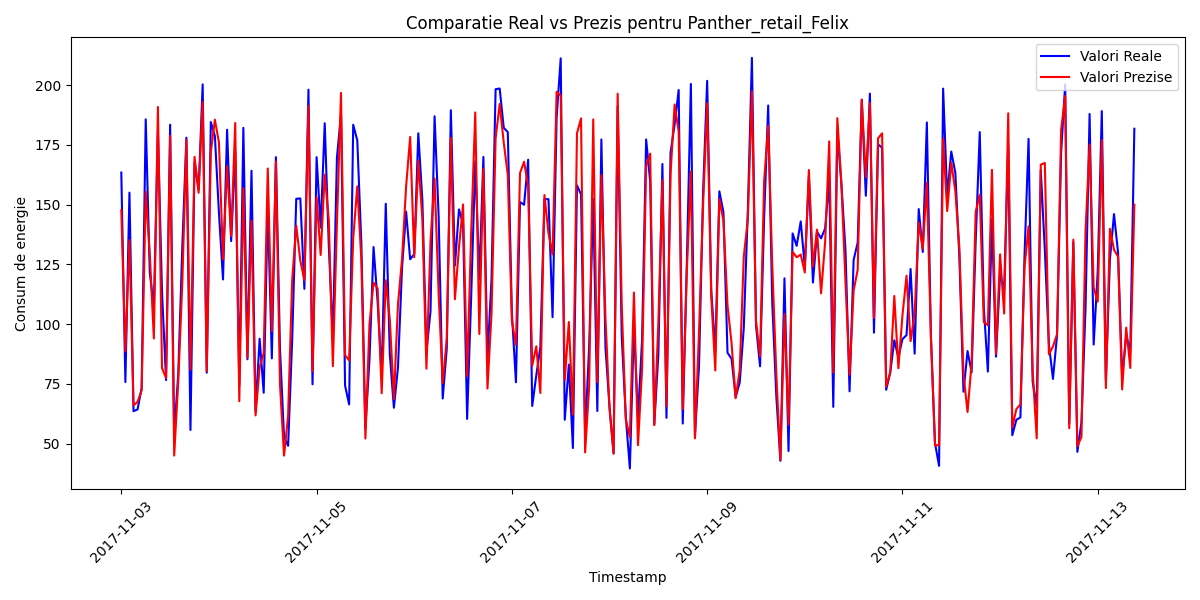 Comparatie Real vs Prezis pentru Panther_retail_Felix
Valori Reale
Valori Prezise
Consum de energie
200
175
150
125
100
75
50
2017-11-03
2017-11-05
2017-11-07
2017-11-09
2017-11-11
2017-11-13
Timestamp